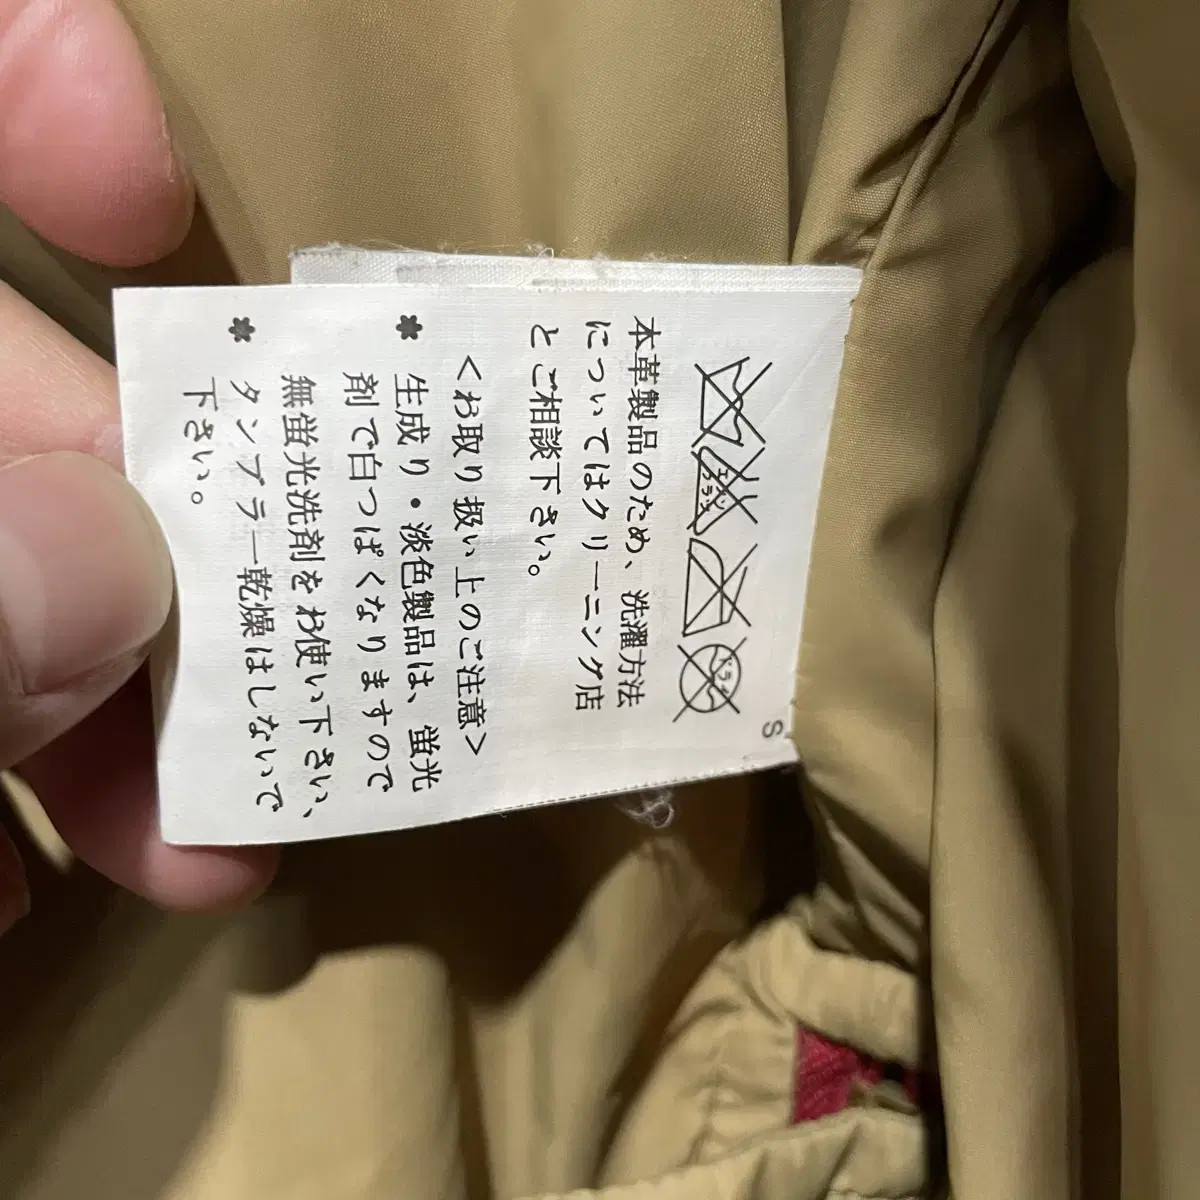 S
エンソ
サラシ
ドライ
本革製品のため、洗濯方法
についてはクリーニング店
とご相談下さい。
<お取り扱い上のご注意>
✱ 生成り・淡色製品は、蛍光
剤で白っぽくなりますので
無蛍光洗剤をお使い下さい、
✱ タンブラー乾燥はしないで
下さい。